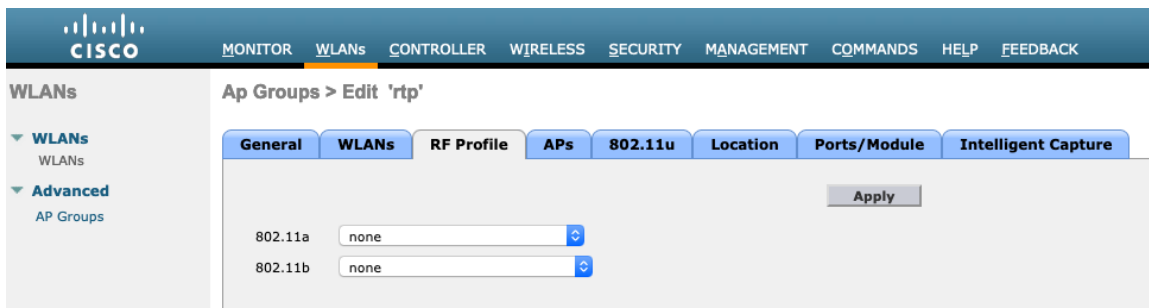 CISCO
MONITOR WLANs CONTROLLER WIRELESS SECURITY MANAGEMENT COMMANDS HELP FEEDBACK
WLANs
Ap Groups > Edit 'rtp'
WLANs
WLANs
Advanced
AP Groups
General WLANs RF Profile APs 802.11u Location Ports/Module Intelligent Capture
Apply
802.11a none
802.11b none